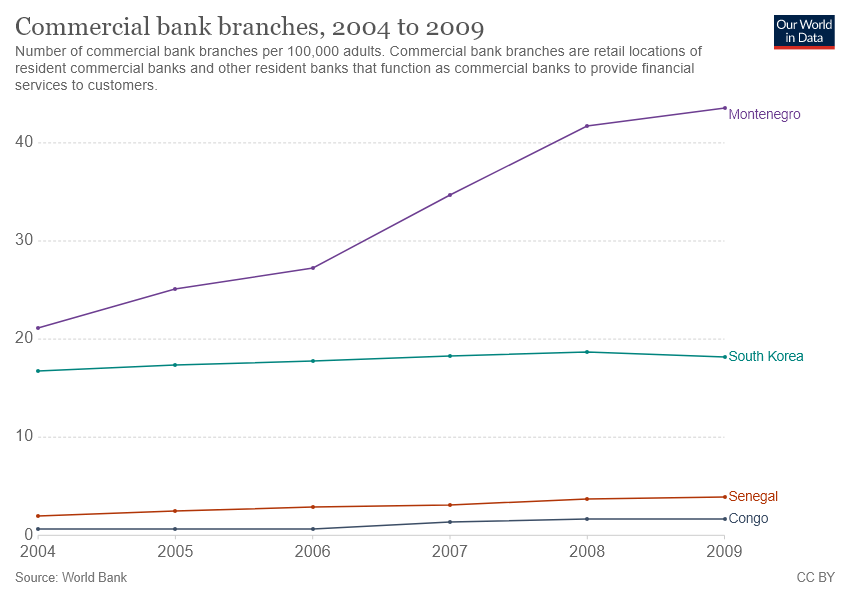 Commercial bank branches, 2004 to 2009
Our World
in Data
Number of commercial bank branches per 100,000 adults. Commercial bank branches are retail locations of
resident commercial banks and other resident banks that function as commercial banks to provide financial
services to customers.
Montenegro
40
30
20
South Korea
10
Senegal
Congo
0
2004 2005 2006 2007 2008 2009
Source: World Bank
CC BY